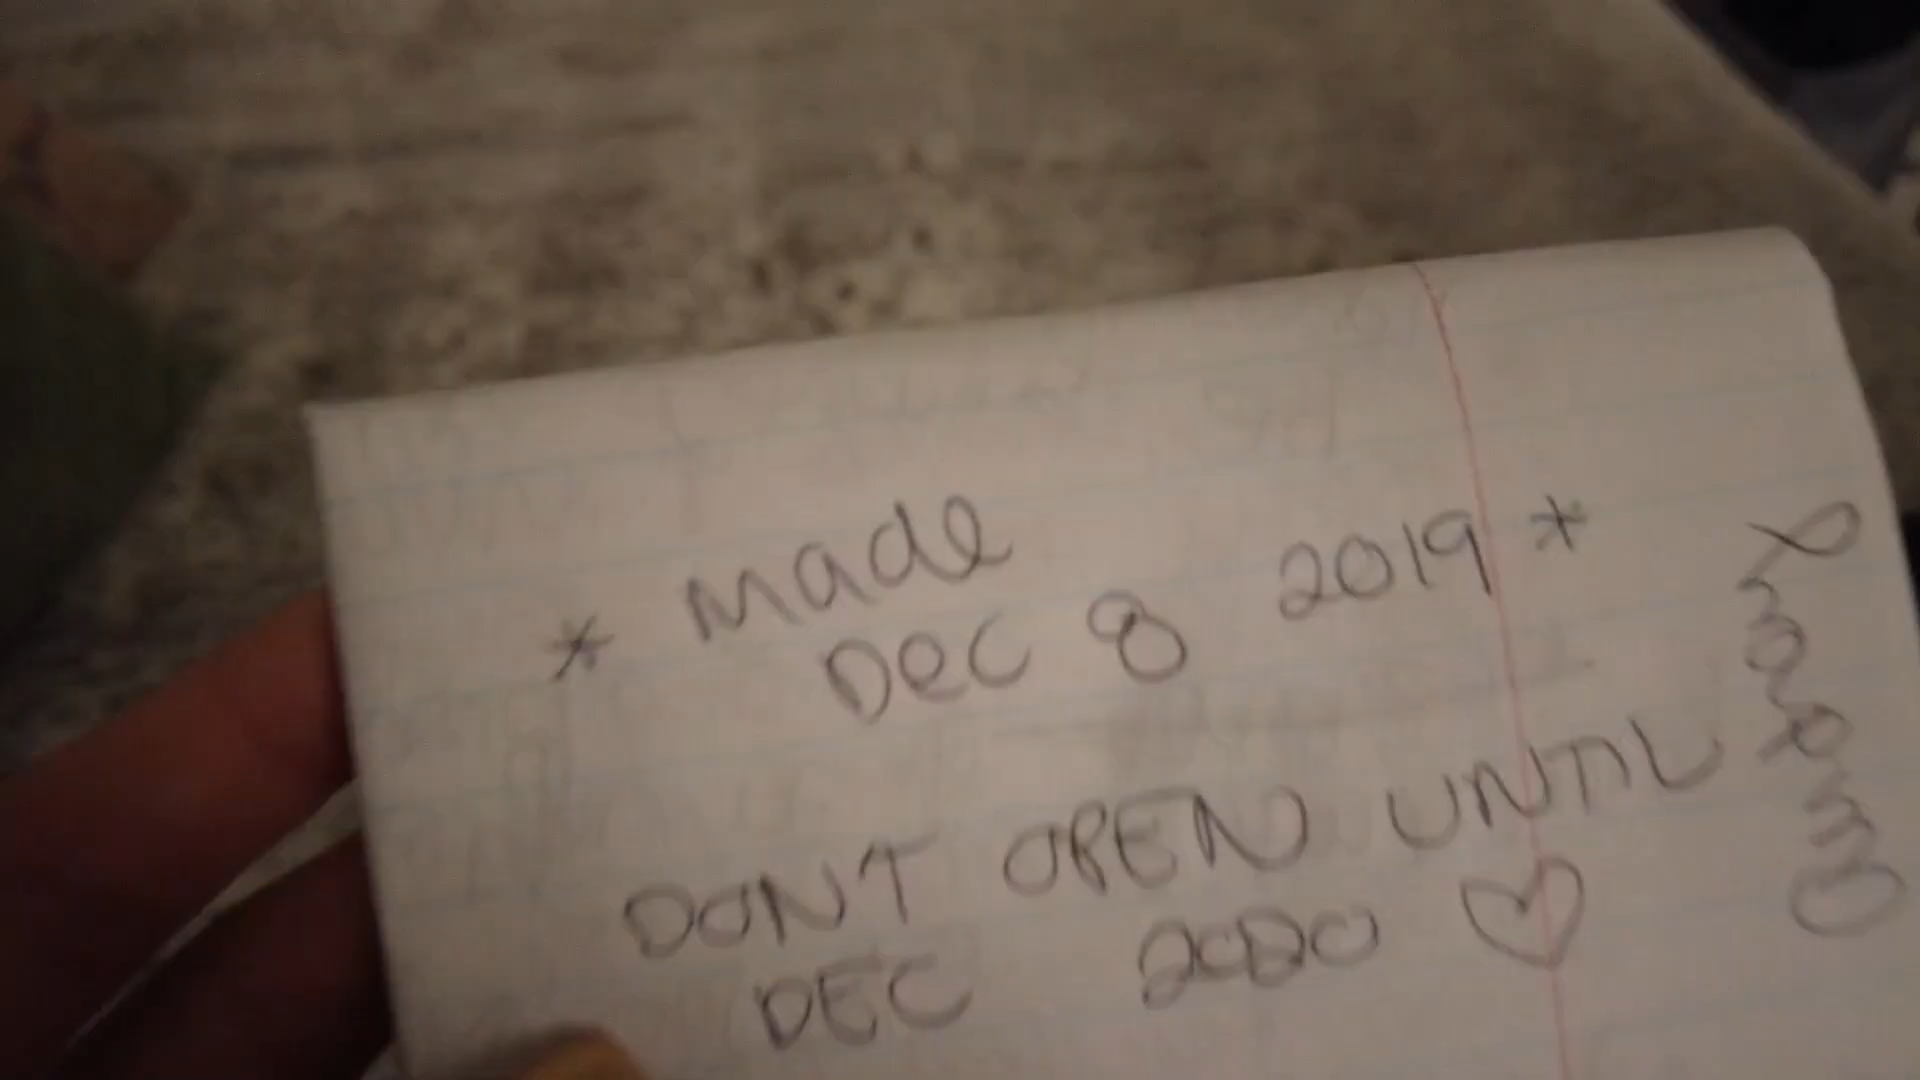 * Made
Dec 8 2019 *
DONT OPEN UNTIL
DEC 2020 ♡